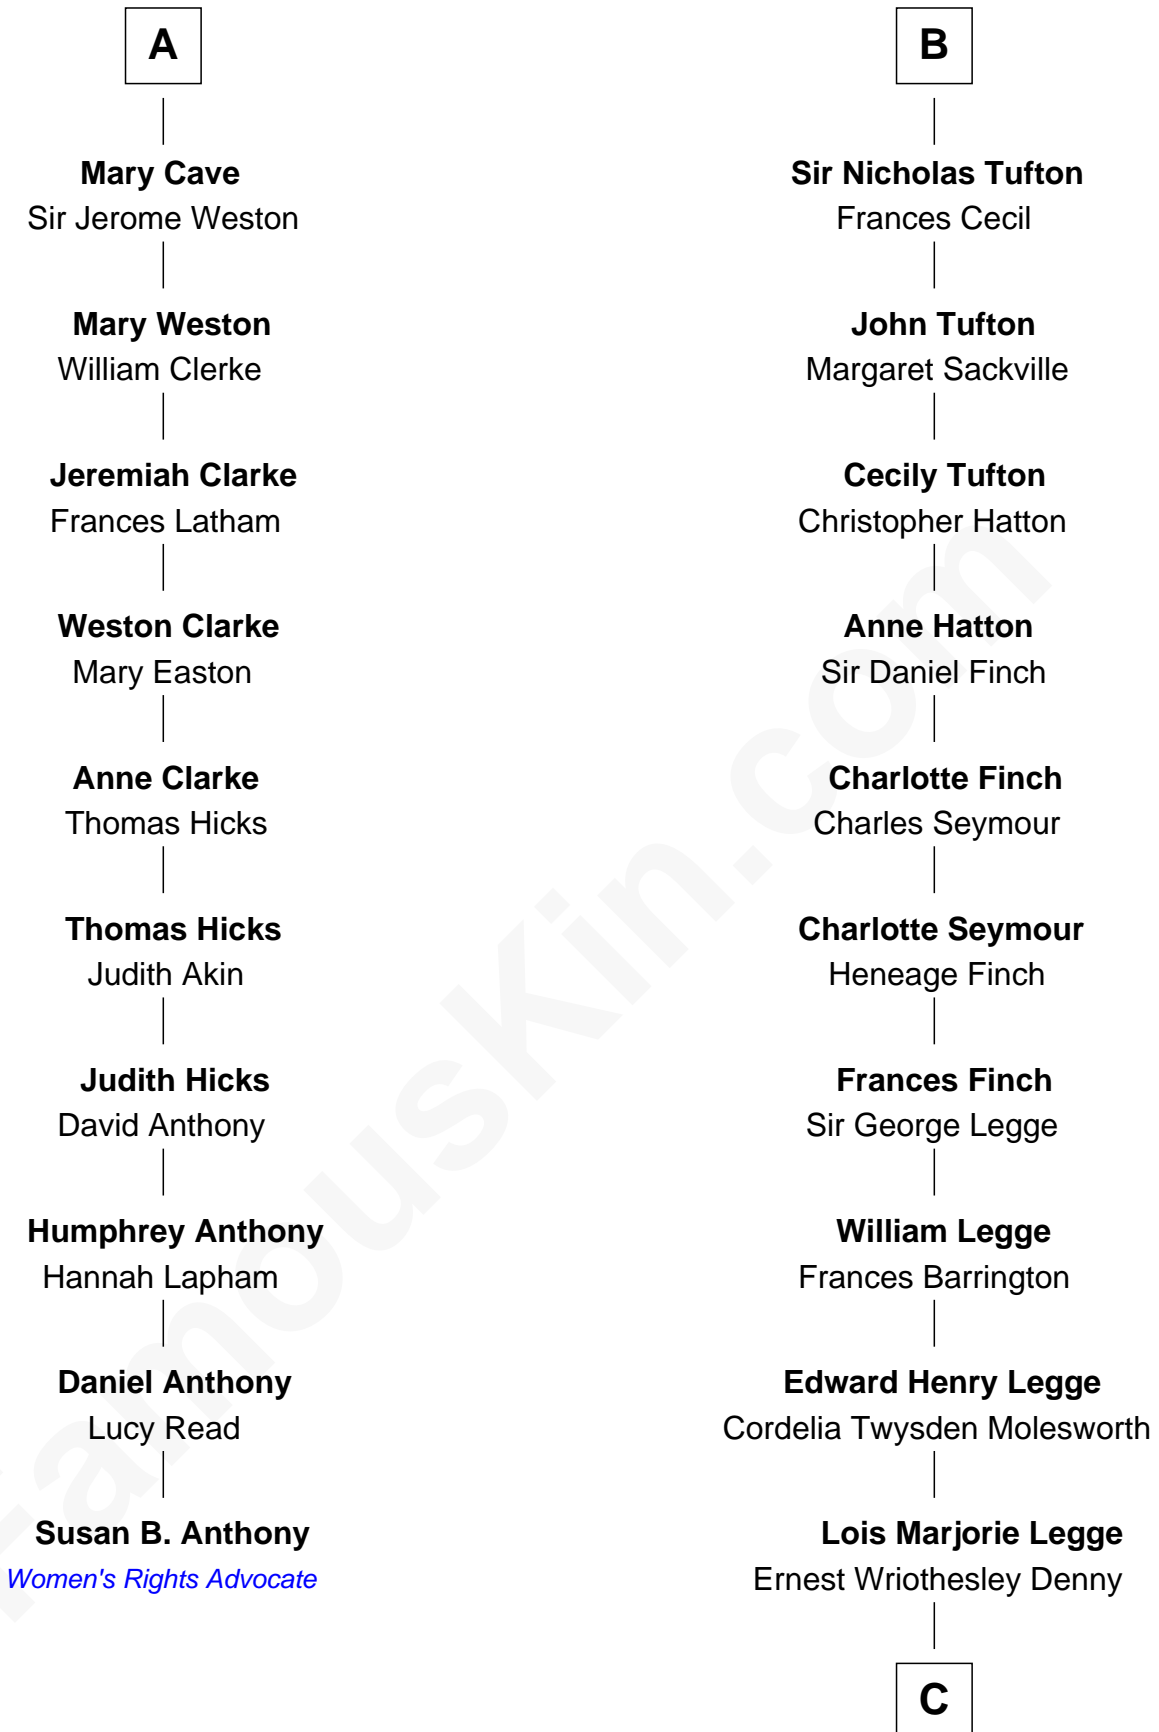 A
Mary Cave
Sir Jerome Weston
Mary Weston
William Clerke
Jeremiah Clarke
Frances Latham
Weston Clarke
Mary Easton
Anne Clarke
Thomas Hicks
Thomas Hicks
Judith Akin
Judith Hicks
David Anthony
Humphrey Anthony
Hannah Lapham
Daniel Anthony
Lucy Read
Susan B. Anthony
Women's Rights Advocate
B
Sir Nicholas Tufton
Frances Cecil
John Tufton
Margaret Sackville
Cecily Tufton
Christopher Hatton
Anne Hatton
Sir Daniel Finch
Charlotte Finch
Charles Seymour
Charlotte Seymour
Heneage Finch
Frances Finch
Sir George Legge
William Legge
Frances Barrington
Edward Henry Legge
Cordelia Twysden Molesworth
Lois Marjorie Legge
Ernest Wriothesley Denny
C
FamousKin.com